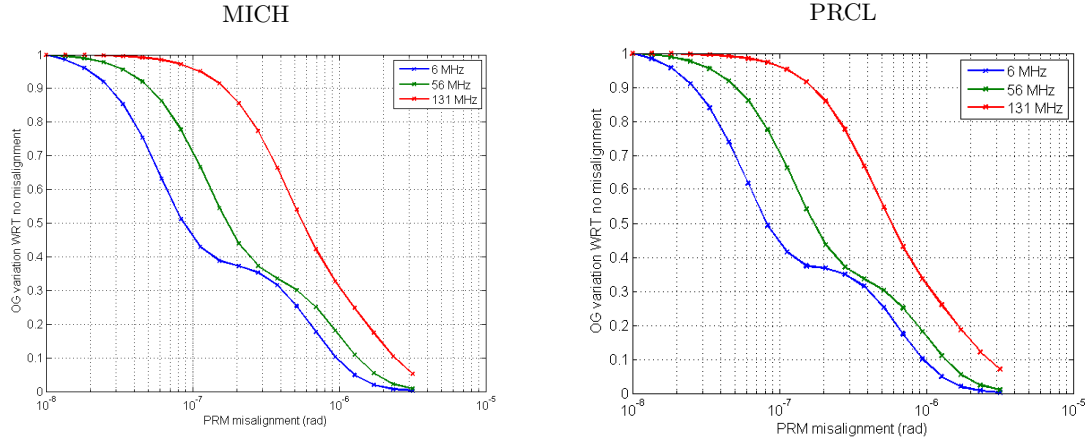 MICH
OG variation WRT no misalignment
1
0.9
0.8
0.7
0.6
0.5
0.4
0.3
0.2
0.1
0
6 MHz
56 MHz
131 MHz
10^-8
10^-7
10^-6
10^-5
PRM misalignment (rad)
PRCL
OG variation WRT no misalignment
1
0.9
0.8
0.7
0.6
0.5
0.4
0.3
0.2
0.1
0
6 MHz
56 MHz
131 MHz
10^-8
10^-7
10^-6
10^-5
PRM misalignment (rad)